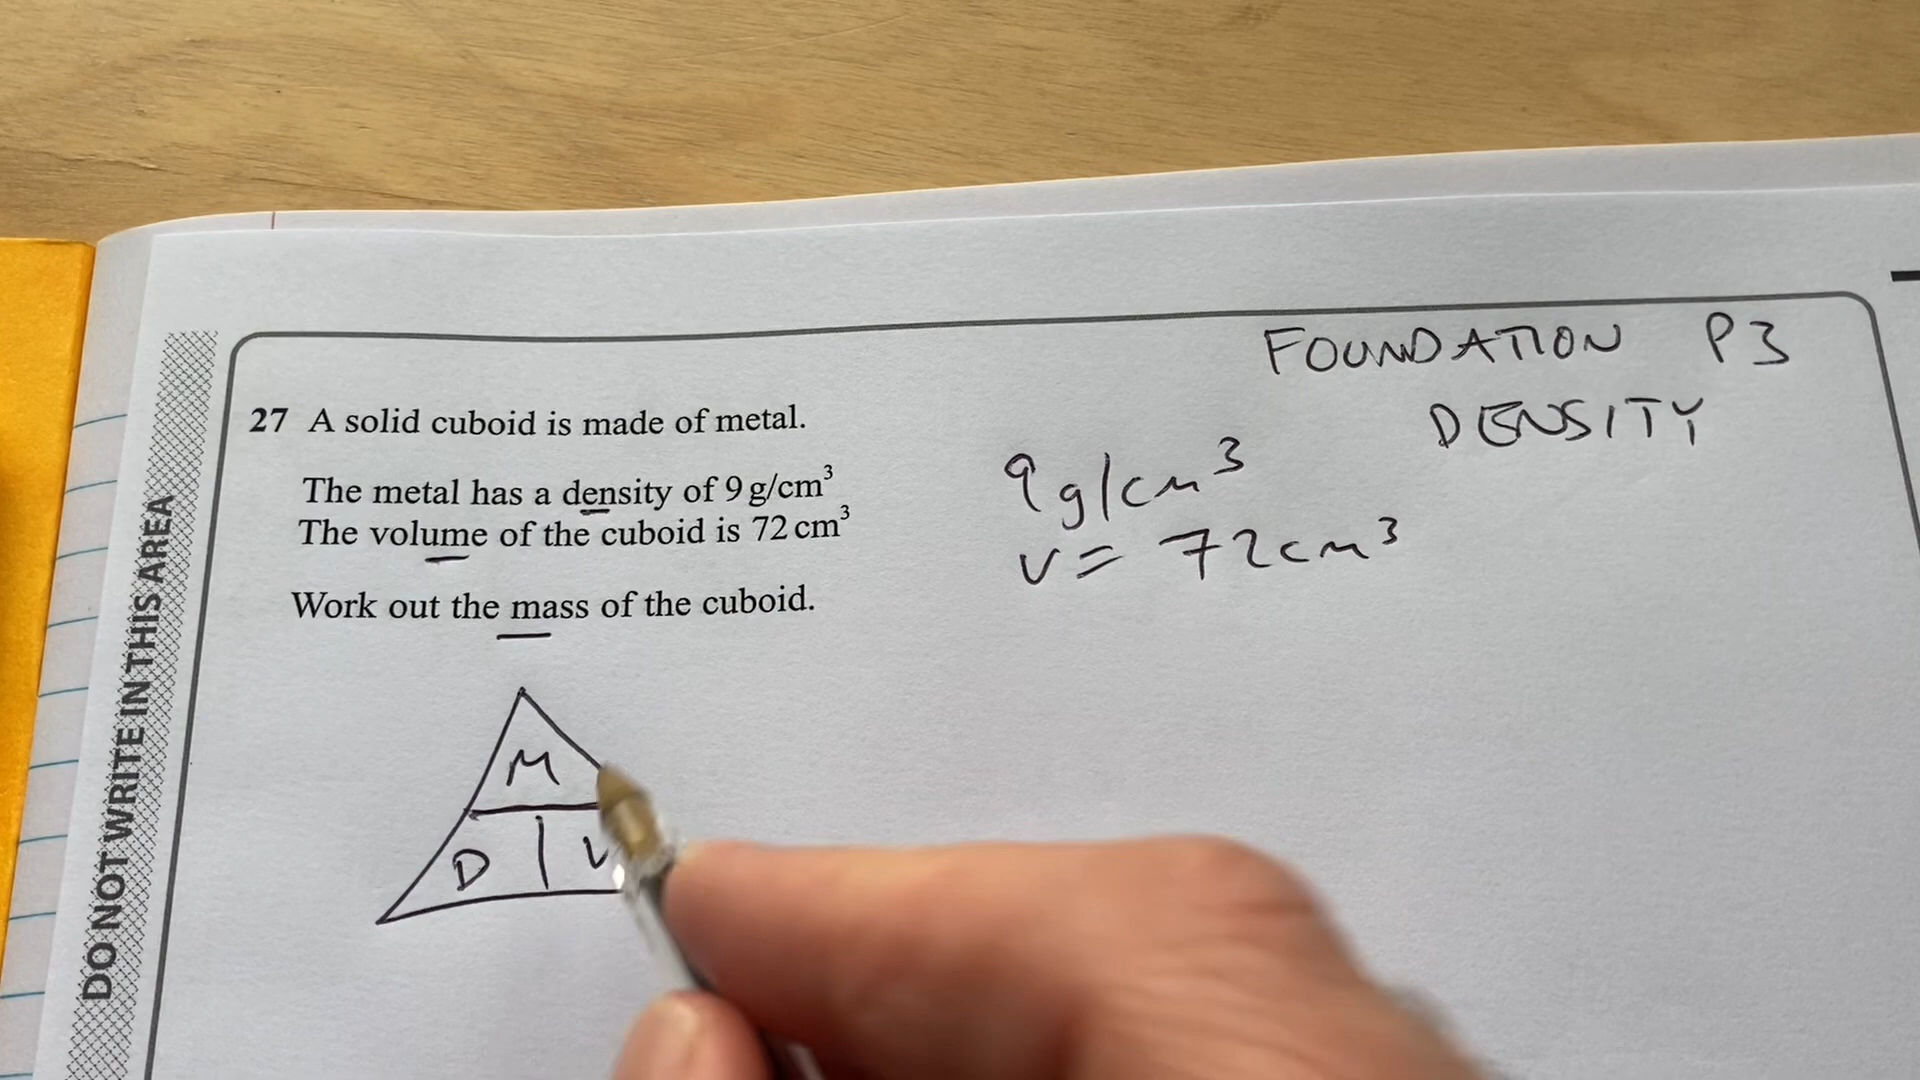 FOUNDATION P3
DENSITY
27 A solid cuboid is made of metal.
The metal has a density of 9 g/cm³
The volume of the cuboid is 72 cm³
Work out the mass of the cuboid.
9g/cm³
V = 72cm³
M
D V
DO NOT WRITE IN THIS AREA